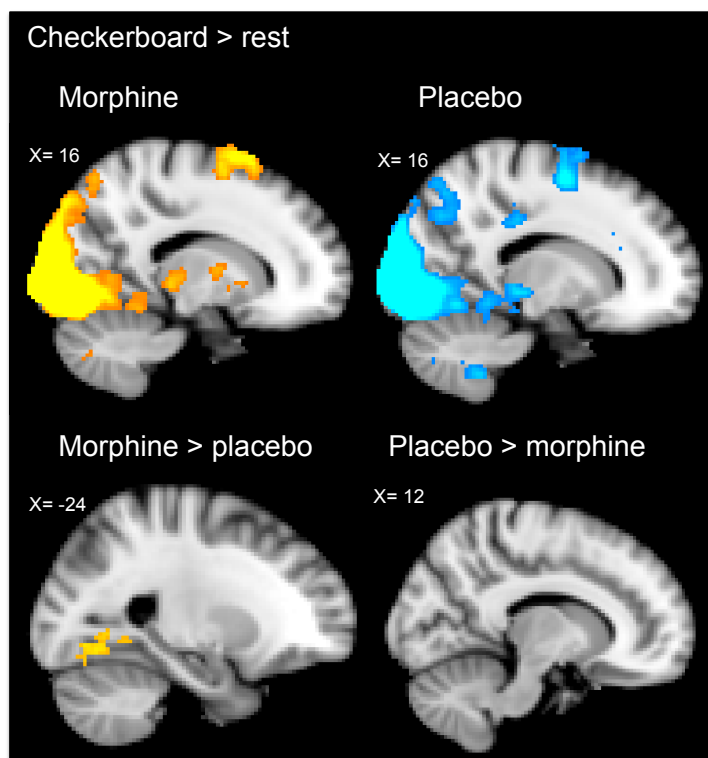 Checkerboard > rest
Morphine
Placebo
X= 16
X= 16
Morphine > placebo
Placebo > morphine
X= -24
X= 12